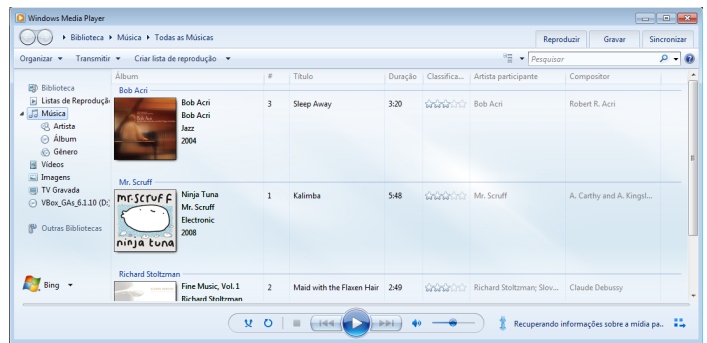 Windows Media Player
Biblioteca ▸ Música ▸ Todas as Músicas
Reproduzir Gravar Sincronizar
Organizar Transmitir Criar lista de reprodução
Pesquisar
Álbum # Título Duração Classifica... Artista participante Compositor
Biblioteca
Listas de Reproduçã
Música
Artista
Álbum
Gênero
Vídeos
Imagens
TV Gravada
VBox_GAs_6.1.10 (D:)
Outras Bibliotecas
Bing
Bob Acri
Bob Acri 3 Sleep Away 3:20 Bob Acri Robert R. Acri
Bob Acri
Jazz
2004
Mr. Scruff
mr.scruff
ninja tuna
Ninja Tuna 1 Kalimba 5:48 Mr. Scruff A. Carthy and A. Kingsl...
Mr. Scruff
Electronic
2008
Richard Stoltzman
Fine Music, Vol. 1 2 Maid with the Flaxen Hair 2:49 Richard Stoltzman; Slov... Claude Debussy
Richard Stoltzman
Recuperando informações sobre a mídia pa..